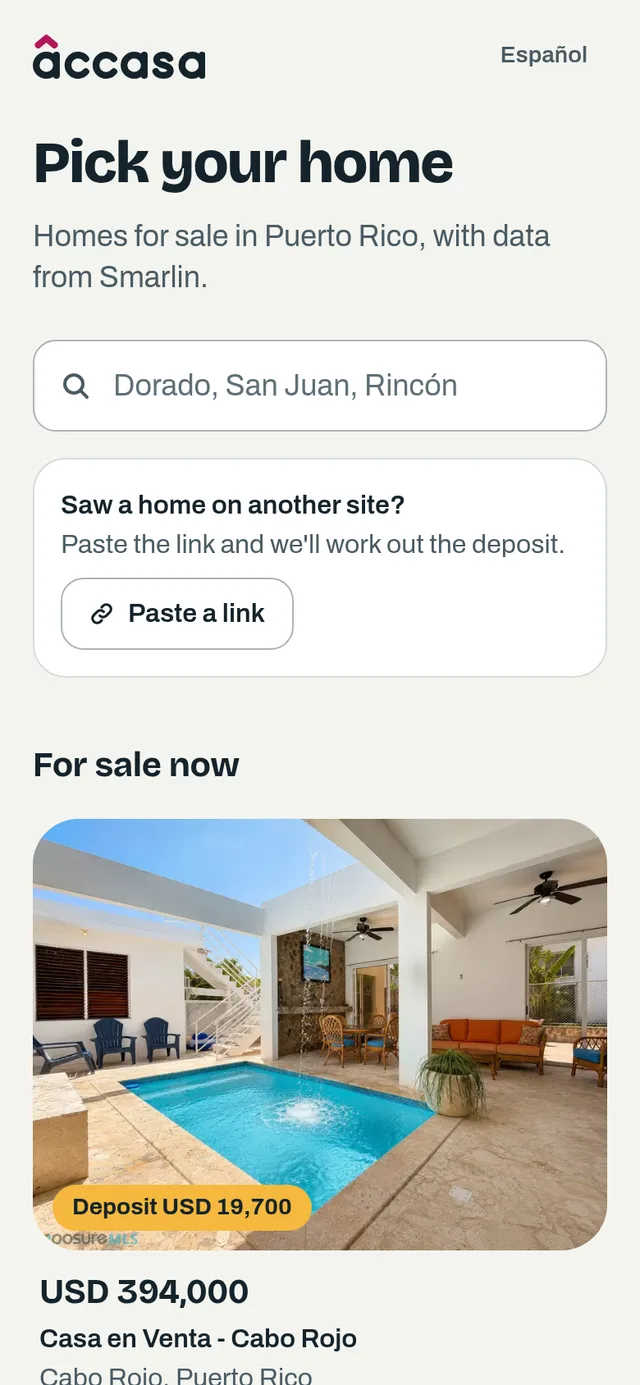 accasa
Español
Pick your home
Homes for sale in Puerto Rico, with data
from Smarlin.
Dorado, San Juan, Rincón
Saw a home on another site?
Paste the link and we'll work out the deposit.
Paste a link
For sale now
Deposit USD 19,700
USD 394,000
Casa en Venta - Cabo Rojo
Cabo Rojo, Puerto Rico